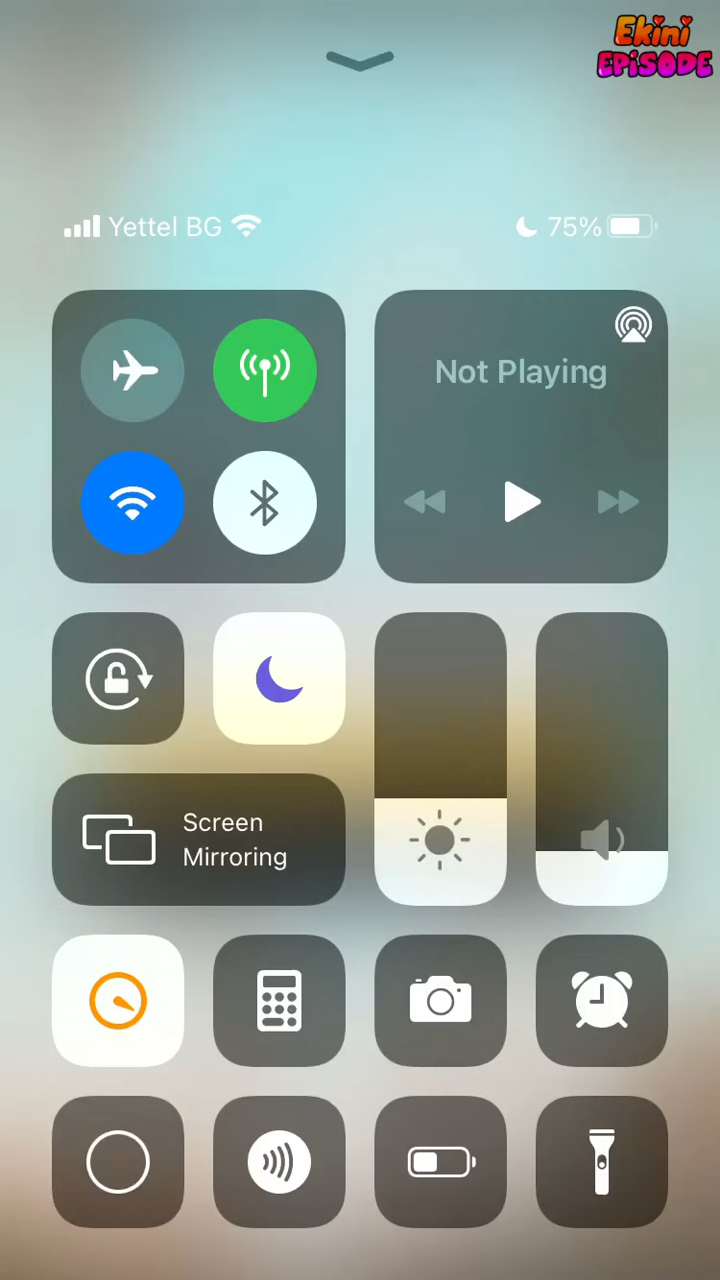 Ekini
EPiSODE
Yettel BG
75%
Not Playing
Screen
Mirroring